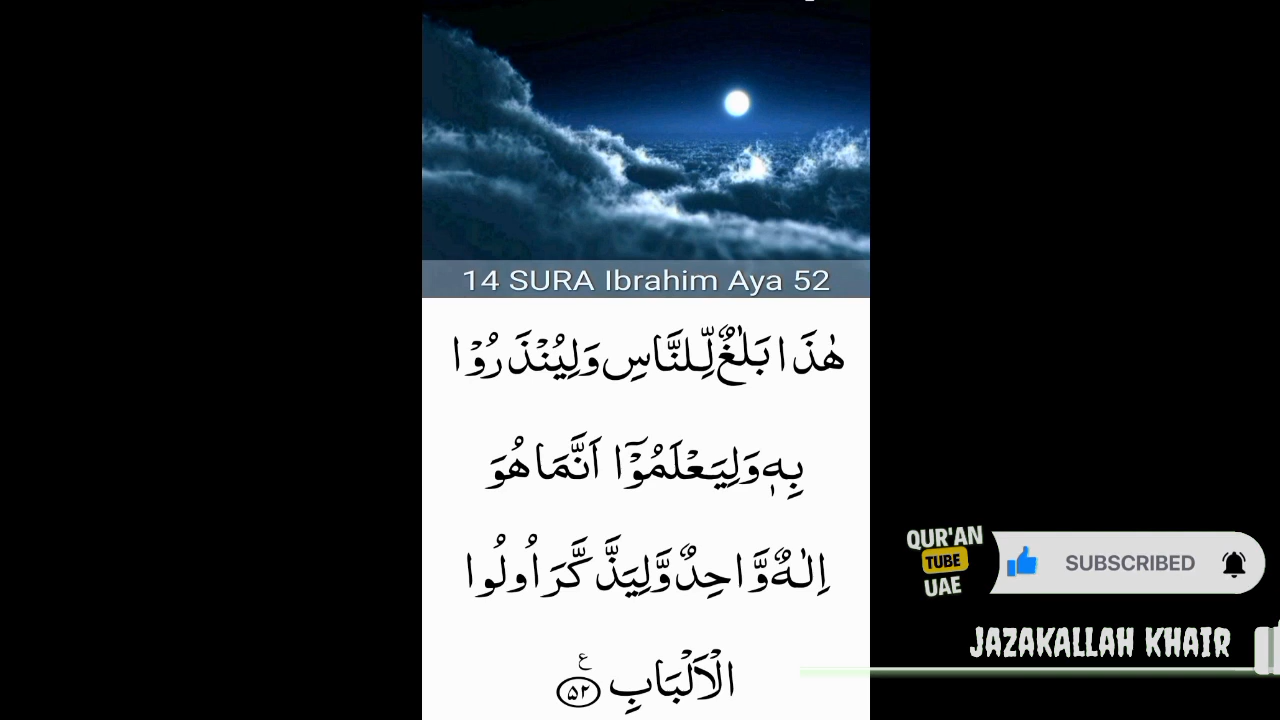 14 SURA Ibrahim Aya 52
هٰذَا بَلٰغٌ لِّلنَّاسِ وَلِيُنْذَرُوْا
بِهٖ وَلِيَعْلَمُوْۤا اَنَّمَا هُوَ
اِلٰهٌ وَّاحِدٌ وَّلِيَذَّكَّرَ اُولُوا
الْاَلْبَابِ ࣖ ۵۲
QUR'AN
TUBE
UAE
SUBSCRIBED
JAZAKALLAH KHAIR